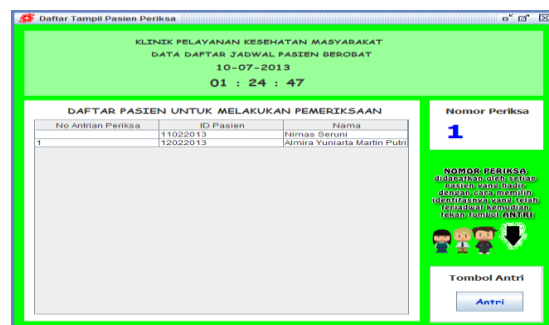 Daftar Tampil Pasien Periksa
KLINIK PELAYANAN KESEHATAN MASYARAKAT
DATA DAFTAR JADWAL PASIEN BEROBAT
10-07-2013
01 : 24 : 47
DAFTAR PASIEN UNTUK MELAKUKAN PEMERIKSAAN
No Antrian Periksa ID Pasien Nama
11022013 Nimas Seruni
1 12022013 Almira Yuniarta Martin Putri
Nomor Periksa
1
NOMOR PERIKSA
didapatkan oleh setiap
pasien yang hadir
dengan cara memilih
identitasnya yang telah
terjadwal kemudian
tekan tombol ANTRI
Tombol Antri
Antri